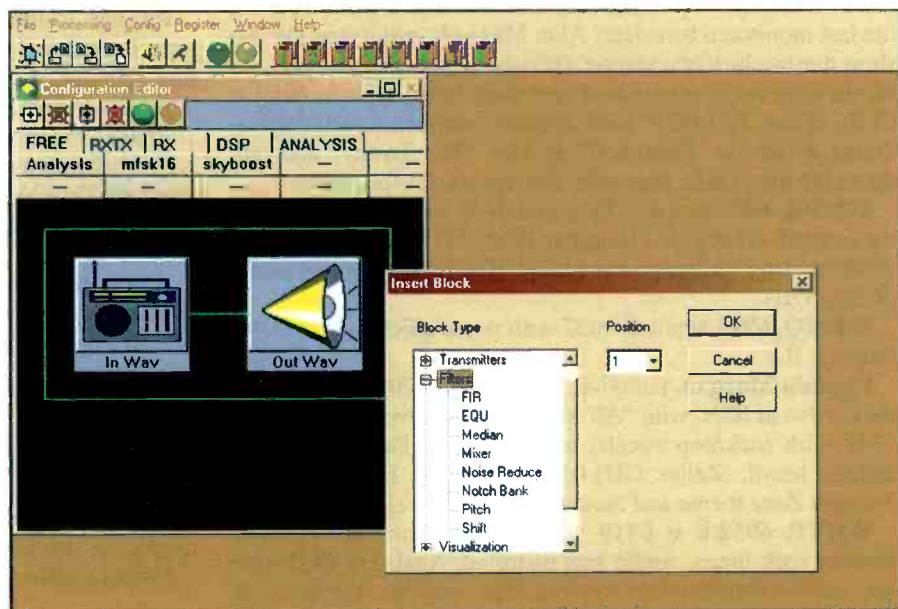 File Processing Config Register Window Help
Configuration Editor
FREE RXTX RX DSP ANALYSIS
Analysis mfsk16 skyboost — —
— — — — —
In Wav Out Wav
Insert Block
Block Type Position OK
Transmitters 1
Filters Cancel
FIR Help
EQU
Median
Mixer
Noise Reduce
Notch Bank
Pitch
Shift
Visualization